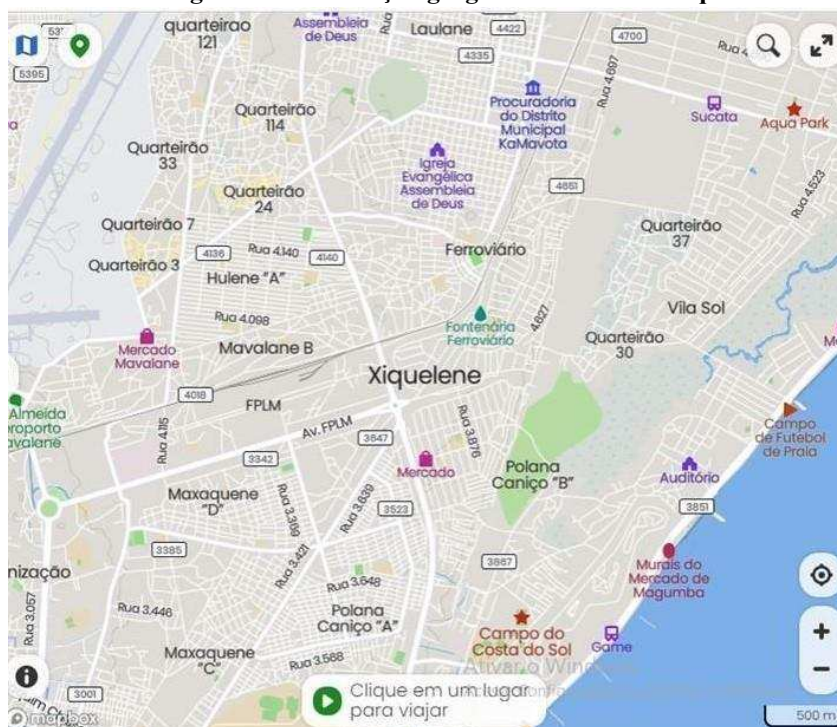 quarteirao
121
Assembleia
de Deus
Laulane
4422
4335
4700
5395
Quarteirão
114
Procuradoria
do Distrito
Municipal
KaMavota
Rua 4.697
Sucata
Aqua Park
Quarteirão
33
Igreja
Evangélica
Assembleia
de Deus
4651
Rua 4.523
Quarteirão
24
Quarteirão 7
Quarteirão
37
4136
Rua 4.140
4140
Ferroviário
Quarteirão 3
Hulene "A"
Vila Sol
Rua 4.098
Fontenária
Ferroviário
4.627
Mercado
Mavalane
Mavalane B
Quarteirão
30
Xiquelene
4018
FPLM
Almeida
Campo
de Futebol
de Praia
Rua 4.115
Av. FPLM
3647
Rua 3.876
3342
Mercado
Polana
Caniço "B"
Auditório
Maxaquene
"D"
Rua 3.369
Rua 3.639
3523
3851
3385
Rua 3.421
3867
Murais do
Mercado de
Magumba
nização
Rua 3.057
Rua 3.446
Rua 3.648
Polana
Caniço "A"
Campo do
Costa do Sol
Game
Maxaquene
"C"
Rua 3.568
3001
Clique em um lugar
para viajar
mapbox
500 m